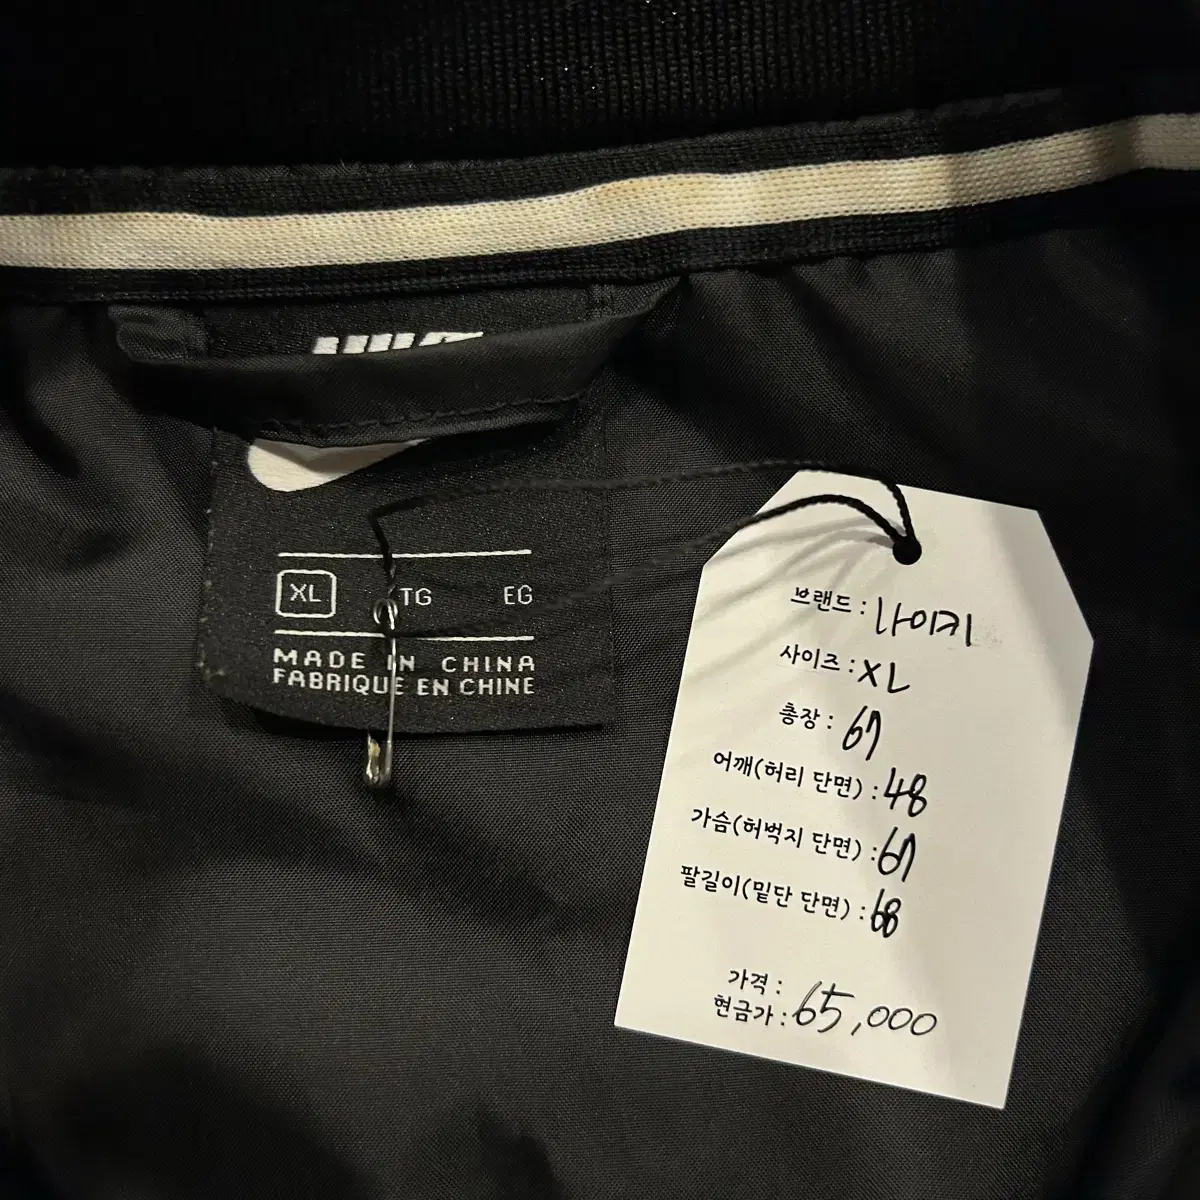 XL TG EG
MADE IN CHINA
FABRIQUE EN CHINE
브랜드 : 나이키
사이즈 : XL
총장 : 67
어깨(허리 단면) : 48
가슴(허벅지 단면) : 67
팔길이(밑단 단면) : 68
가격 :
현금가 : 65,000